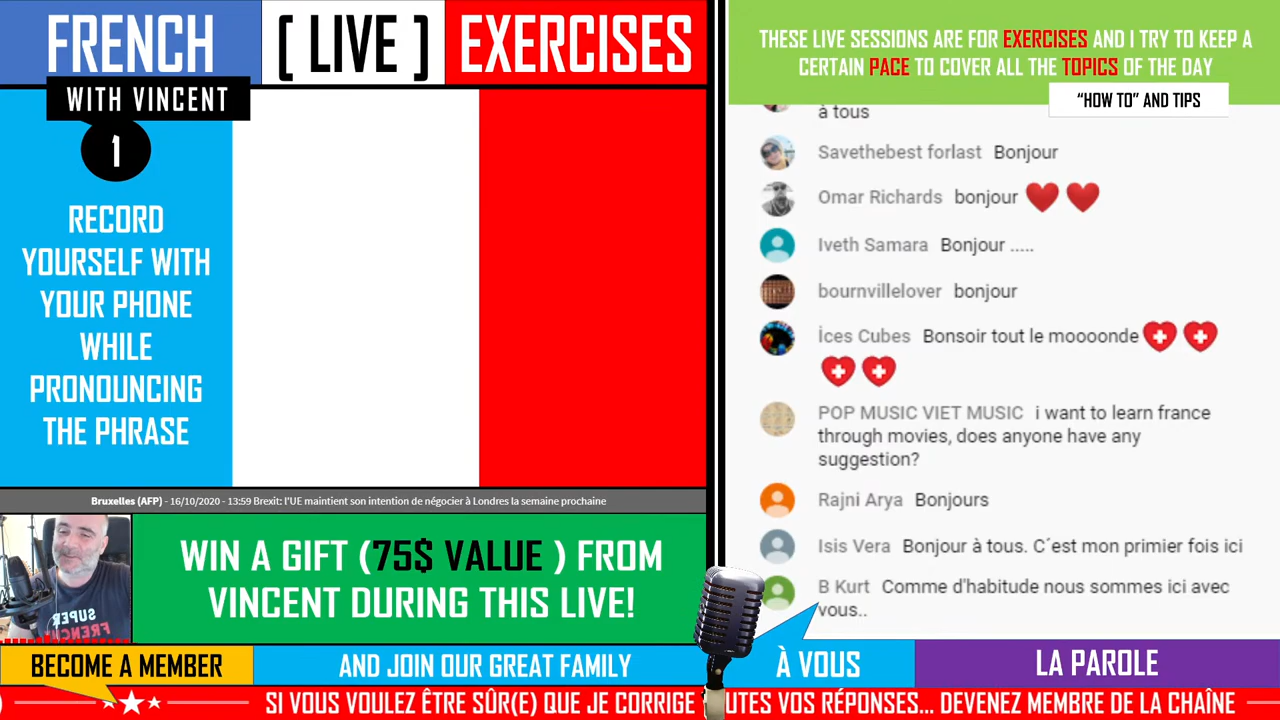 FRENCH
[ LIVE ]
EXERCISES
WITH VINCENT
1
RECORD
YOURSELF WITH
YOUR PHONE
WHILE
PRONOUNCING
THE PHRASE
Bruxelles (AFP) - 16/10/2020 - 13:59 Brexit: l'UE maintient son intention de négocier à Londres la semaine prochaine
SUPER
FRENCH
WIN A GIFT (75$ VALUE ) FROM
VINCENT DURING THIS LIVE!
THESE LIVE SESSIONS ARE FOR EXERCISES AND I TRY TO KEEP A
CERTAIN PACE TO COVER ALL THE TOPICS OF THE DAY
"HOW TO" AND TIPS
à tous
Savethebest forlast Bonjour
Omar Richards bonjour
Iveth Samara Bonjour .....
bournvillelover bonjour
İces Cubes Bonsoir tout le moooonde
POP MUSIC VIET MUSIC i want to learn france
through movies, does anyone have any
suggestion?
Rajni Arya Bonjours
Isis Vera Bonjour à tous. C´est mon primier fois ici
B Kurt Comme d'habitude nous sommes ici avec
vous..
BECOME A MEMBER
AND JOIN OUR GREAT FAMILY
À VOUS
LA PAROLE
SI VOUS VOULEZ ÊTRE SÛR(E) QUE JE CORRIGE UTES VOS RÉPONSES... DEVENEZ MEMBRE DE LA CHAÎNE